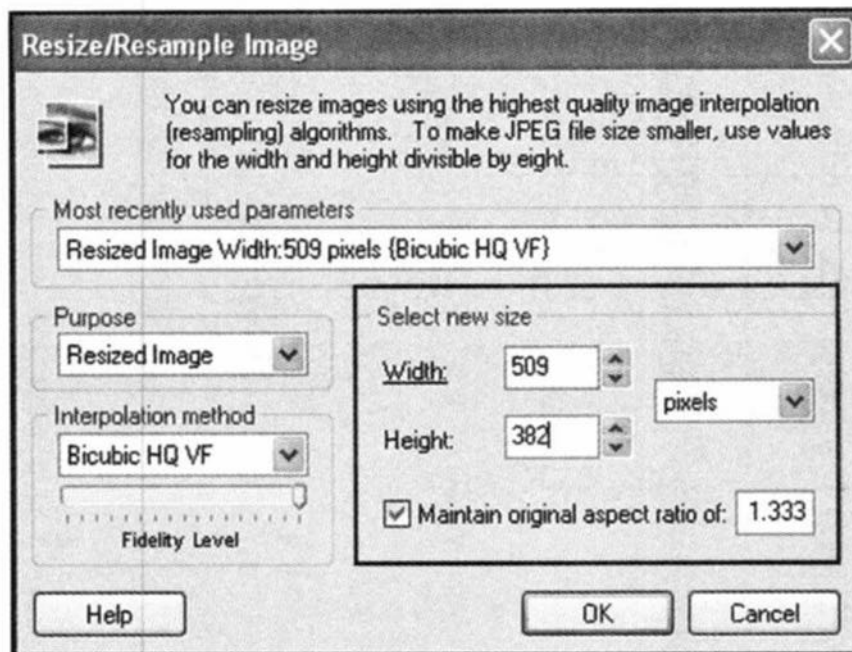 Resize/Resample Image
You can resize images using the highest quality image interpolation
(resampling) algorithms. To make JPEG file size smaller, use values
for the width and height divisible by eight.
Most recently used parameters
Resized Image Width:509 pixels {Bicubic HQ VF}
Purpose
Resized Image
Interpolation method
Bicubic HQ VF
Fidelity Level
Select new size
Width:
509
pixels
Height:
382
Maintain original aspect ratio of:
1.333
Help
OK
Cancel